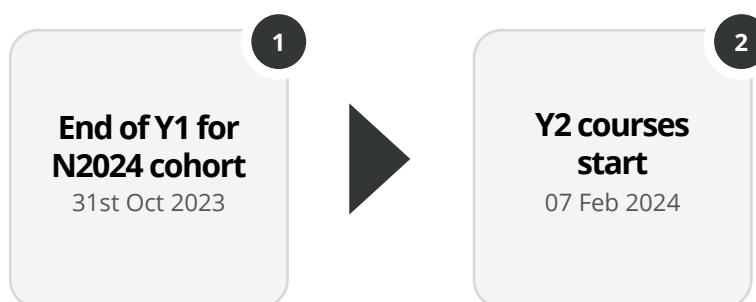 1
End of Y1 for
N2024 cohort
31st Oct 2023
2
Y2 courses
start
07 Feb 2024